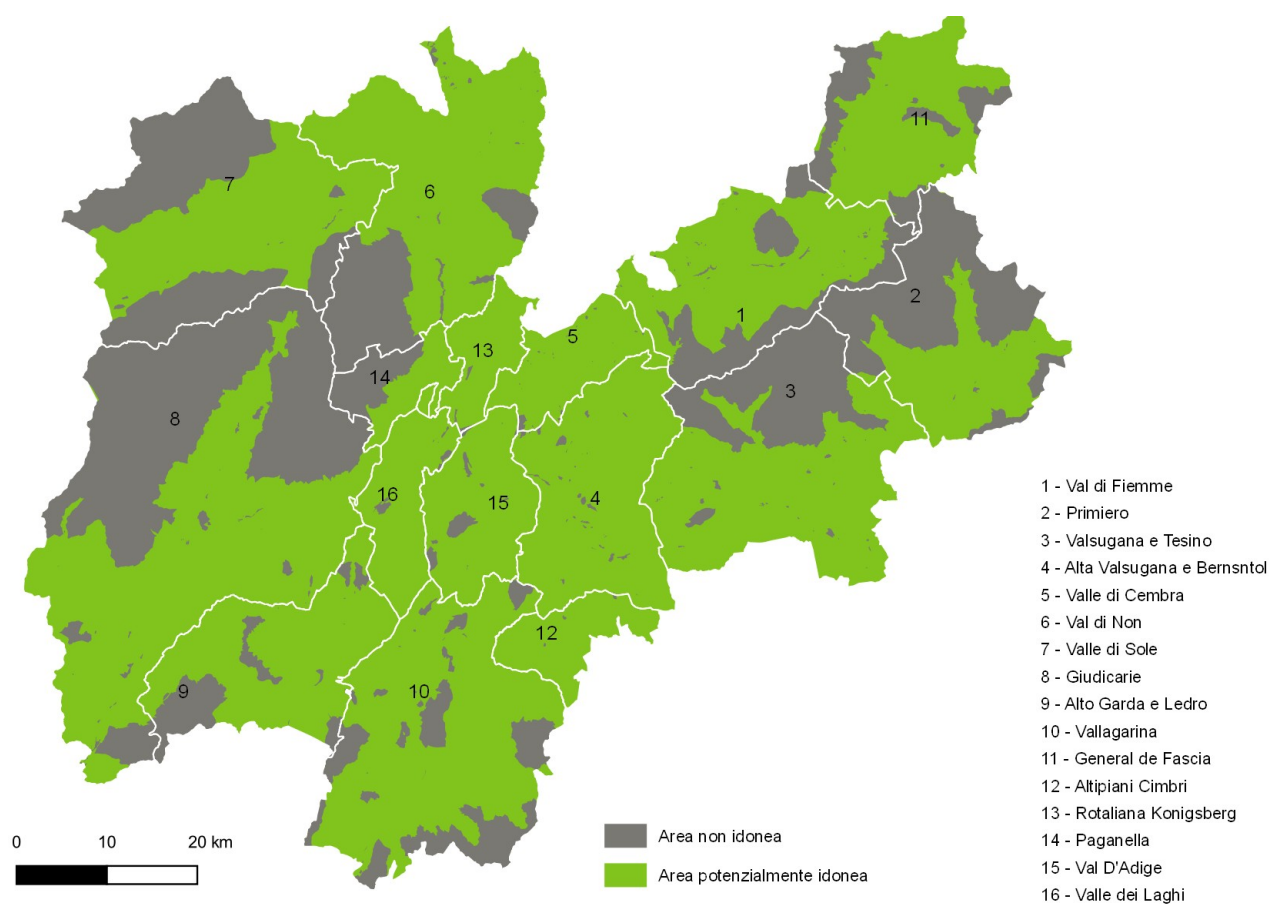 11
7
6
2
1
5
13
14
3
8
16
15
4
12
9
10
1 - Val di Fiemme
2 - Primiero
3 - Valsugana e Tesino
4 - Alta Valsugana e Bernsntol
5 - Valle di Cembra
6 - Val di Non
7 - Valle di Sole
8 - Giudicarie
9 - Alto Garda e Ledro
10 - Vallagarina
11 - General de Fascia
12 - Altipiani Cimbri
13 - Rotaliana Konigsberg
14 - Paganella
15 - Val D'Adige
16 - Valle dei Laghi
0 10 20 km
Area non idonea
Area potenzialmente idonea